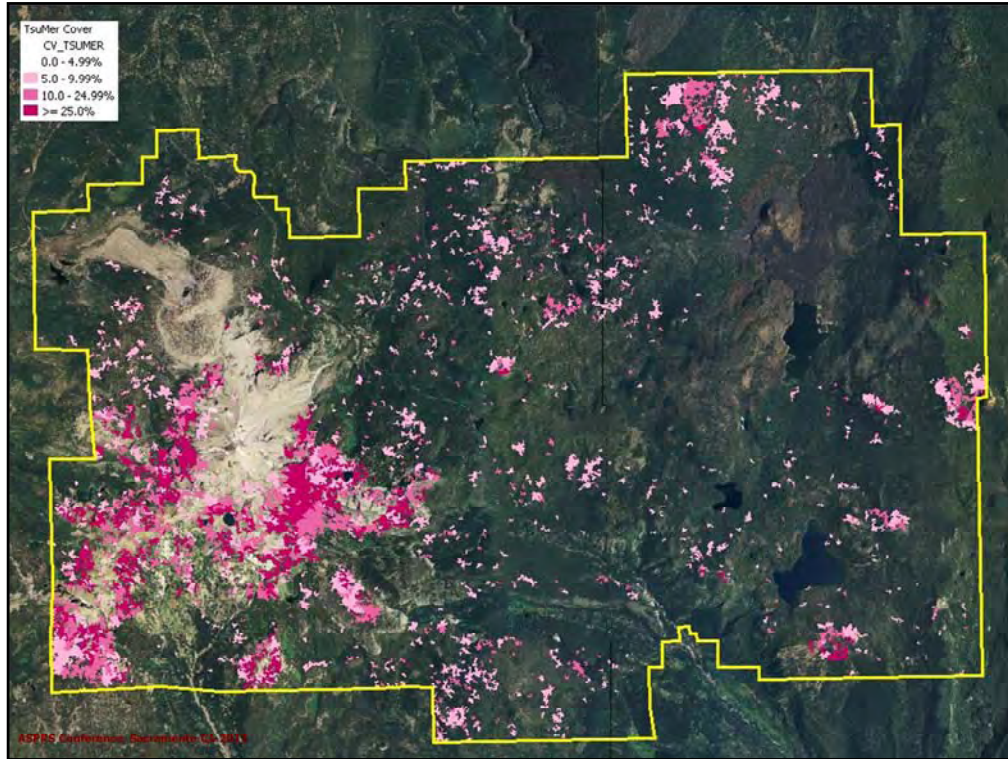 TsuMer Cover
CV_TSUMER
0.0 - 4.99%
5.0 - 9.99%
10.0 - 24.99%
>= 25.0%
ASPRS Conference, Sacramento CA 2015